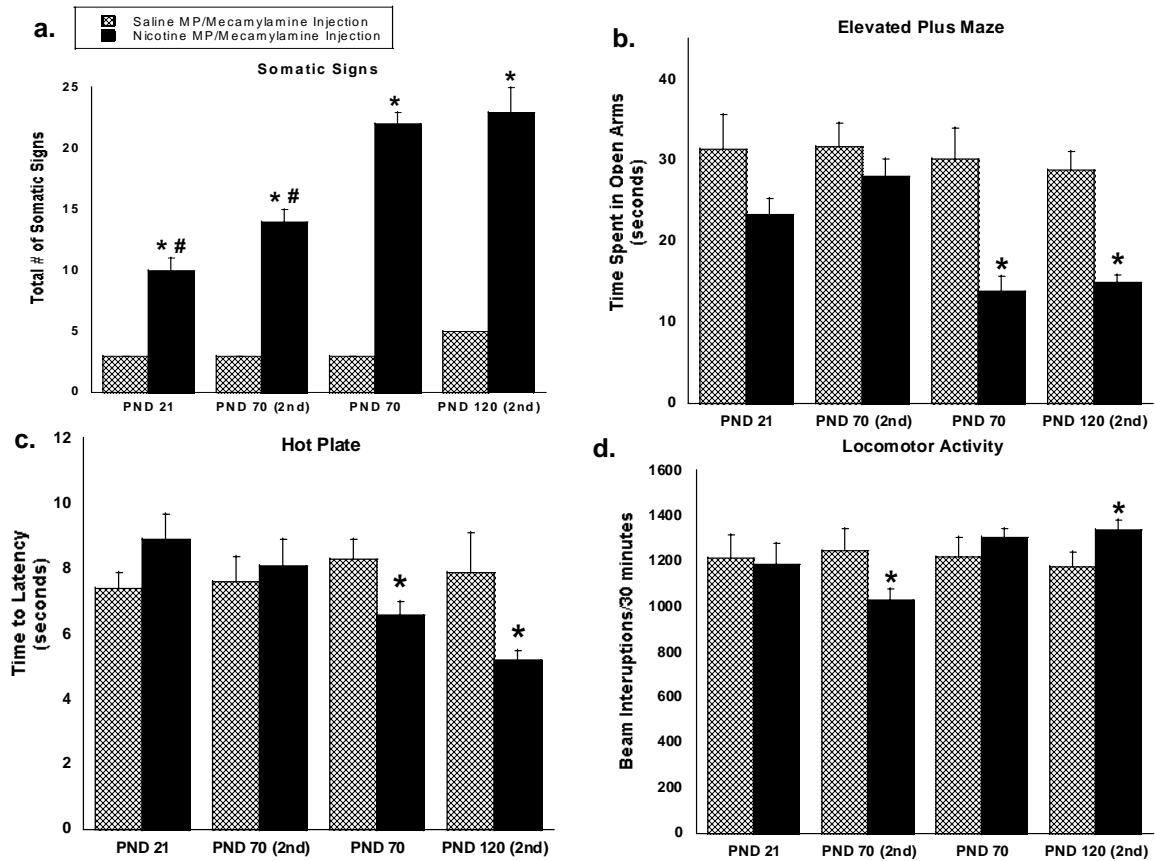 a.
Saline MP/Mecamylamine Injection
Nicotine MP/Mecamylamine Injection
Somatic Signs
Total # of Somatic Signs
25
20
15
10
5
0
* #
* #
*
*
PND 21
PND 70 (2nd)
PND 70
PND 120 (2nd)
b.
Elevated Plus Maze
Time Spent in Open Arms
(seconds)
40
30
20
10
0
*
*
PND 21
PND 70 (2nd)
PND 70
PND 120 (2nd)
c.
Hot Plate
Time to Latency
(seconds)
12
10
8
6
4
2
0
*
*
PND 21
PND 70 (2nd)
PND 70
PND 120 (2nd)
d.
Locomotor Activity
Beam Interuptions/30 minutes
1600
1400
1200
1000
800
600
400
200
0
*
*
PND 21
PND 70 (2nd)
PND 70
PND 120 (2nd)